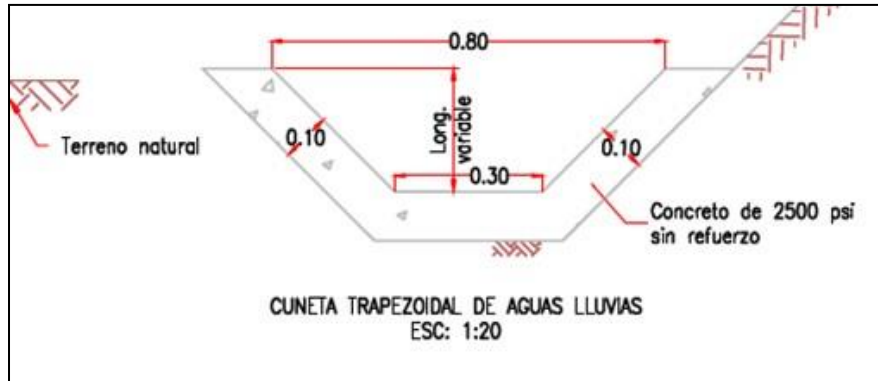 0.80
Terreno natural
0.10
Long.
variable
0.10
0.30
Concreto de 2500 psi
sin refuerzo
CUNETA TRAPEZOIDAL DE AGUAS LLUVIAS
ESC: 1:20